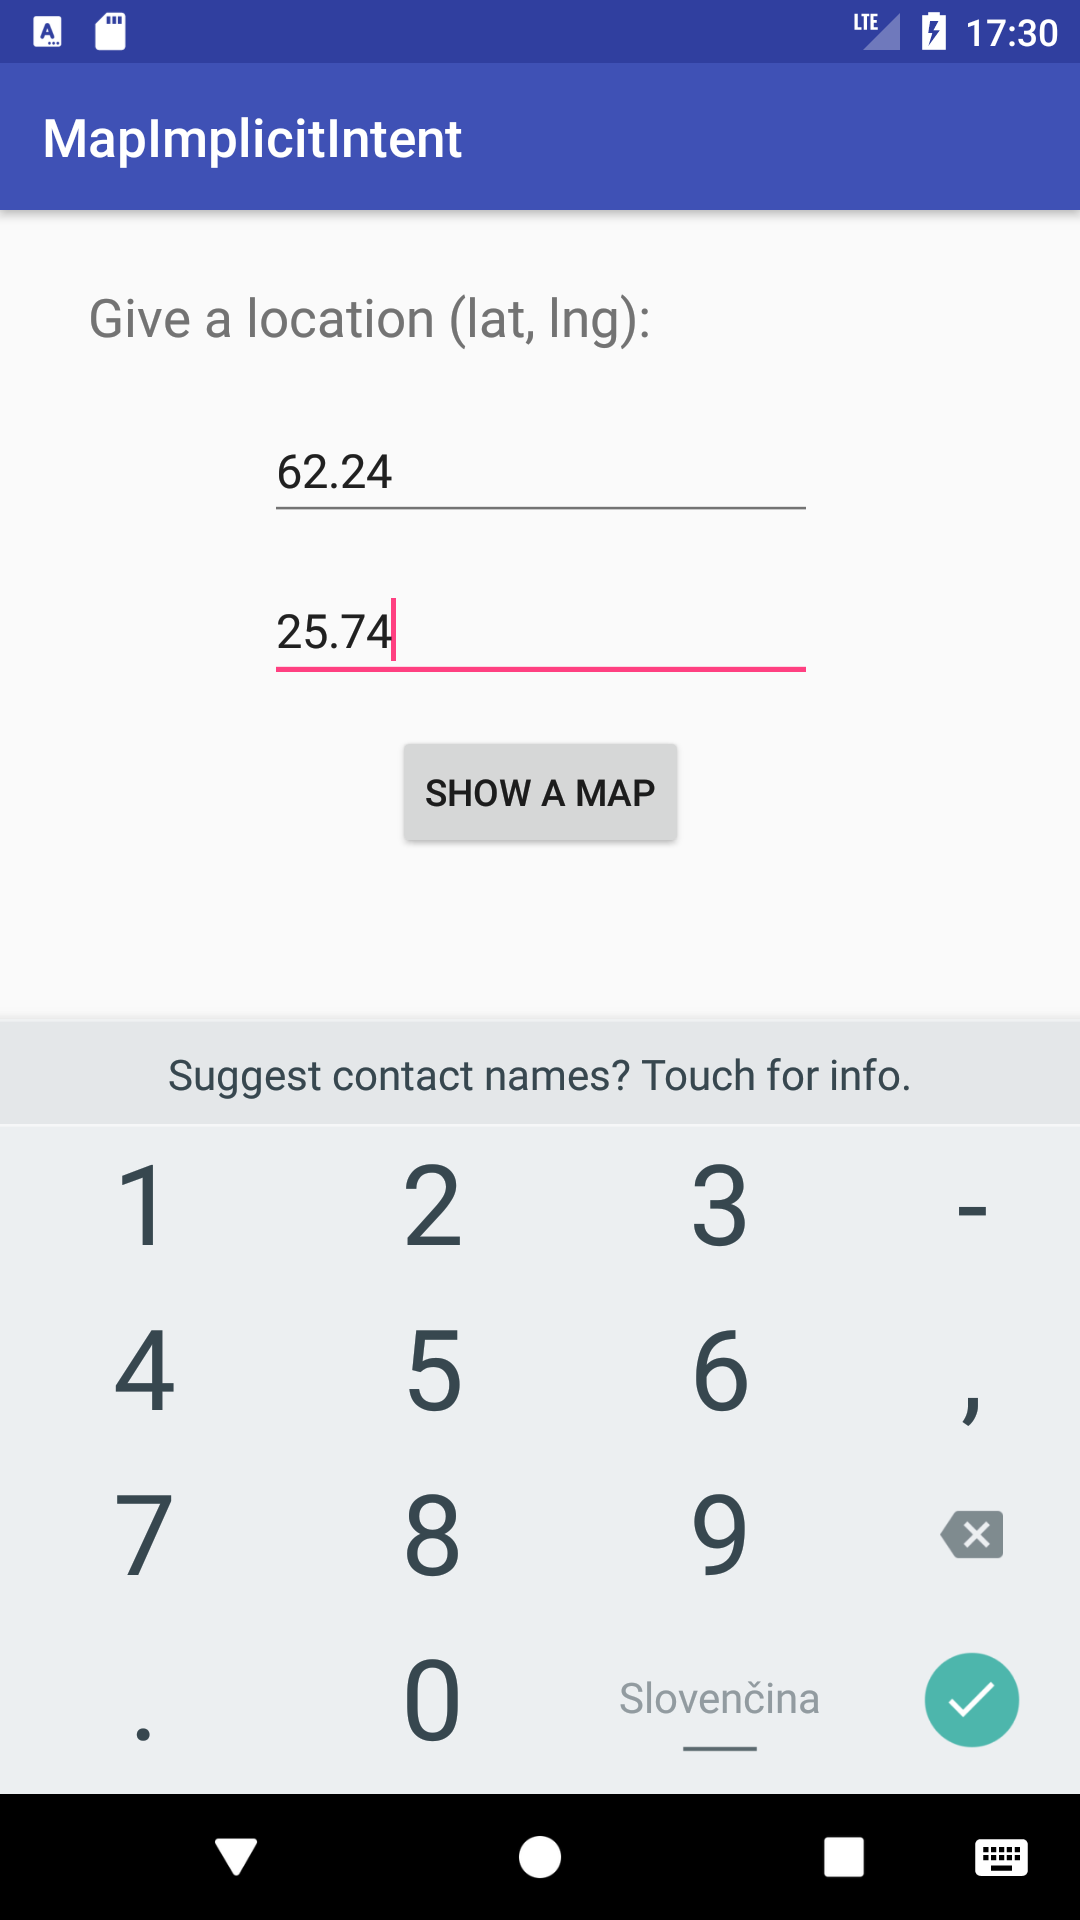 LTE 17:30
MapImplicitIntent
Give a location (lat, lng):
62.24
25.74
SHOW A MAP
Suggest contact names? Touch for info.
1 2 3 -
4 5 6 ,
7 8 9
. 0 Slovenčina